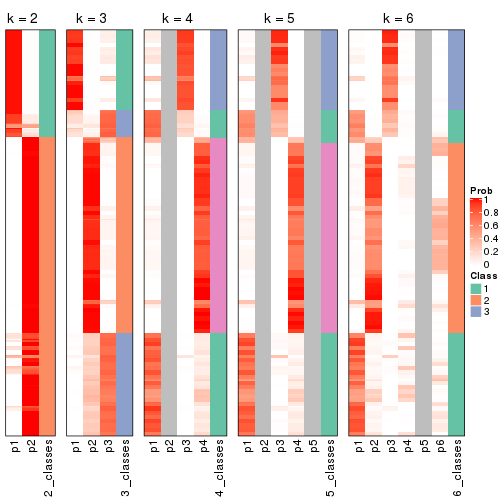 k = 2
k = 3
k = 4
k = 5
k = 6
Prob
1
0.8
0.6
0.4
0.2
0
Class
1
2
3
p1
p2
2_classes
p1
p2
p3
3_classes
p1
p2
p3
p4
4_classes
p1
p2
p3
p4
p5
5_classes
p1
p2
p3
p4
p5
p6
6_classes